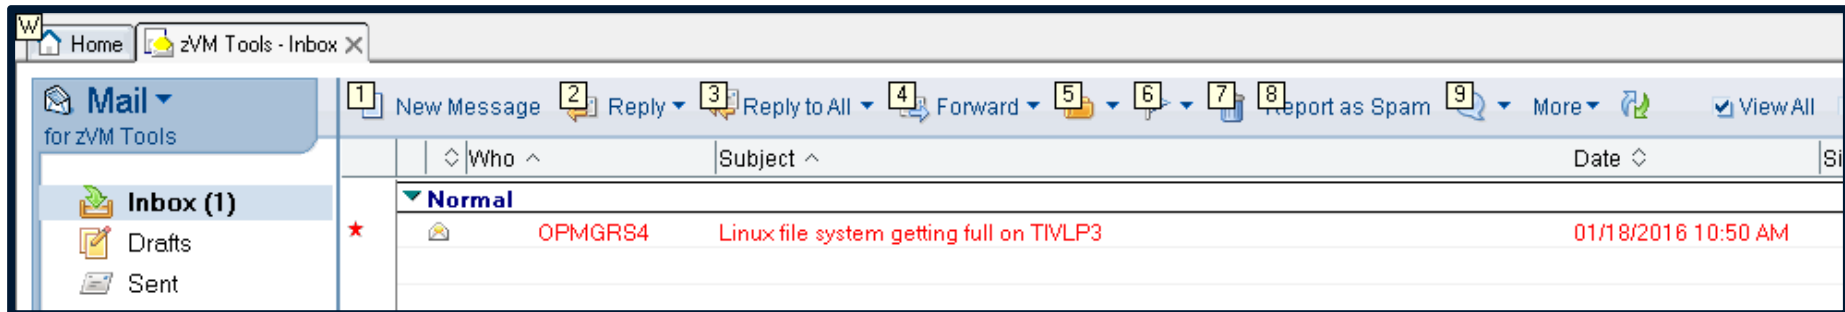 W
Home zVM Tools - Inbox
Mail
for zVM Tools
1 New Message 2 Reply 3 Reply to All 4 Forward 5 6 7 8 Report as Spam 9 More View All
Who Subject Date Si
Normal
Inbox (1)
OPMGRS4 Linux file system getting full on TIVLP3 01/18/2016 10:50 AM
Drafts
Sent